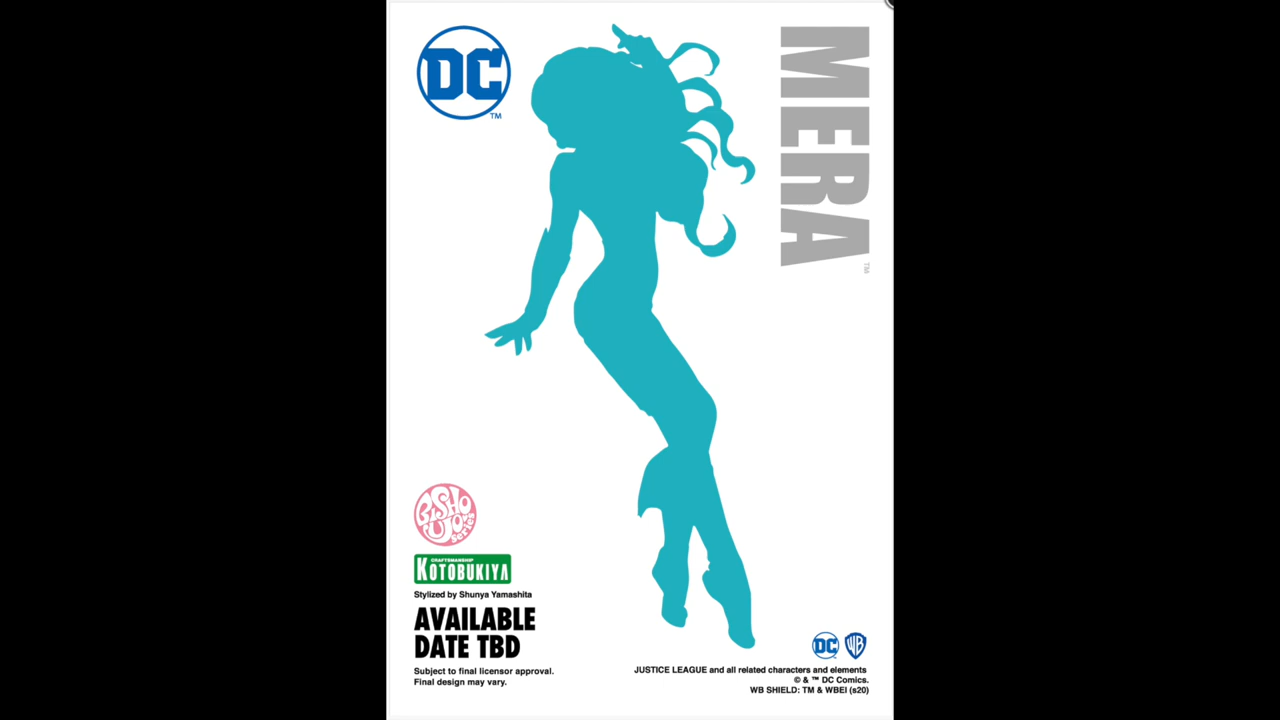 DC
TM
MERA
TM
BISHOUJO
series
CRAFTSMANSHIP
KOTOBUKIYA
Stylized by Shunya Yamashita
AVAILABLE
DATE TBD
Subject to final licensor approval.
Final design may vary.
DC WB
JUSTICE LEAGUE and all related characters and elements
© & ™ DC Comics.
WB SHIELD: TM & WBEI (s20)